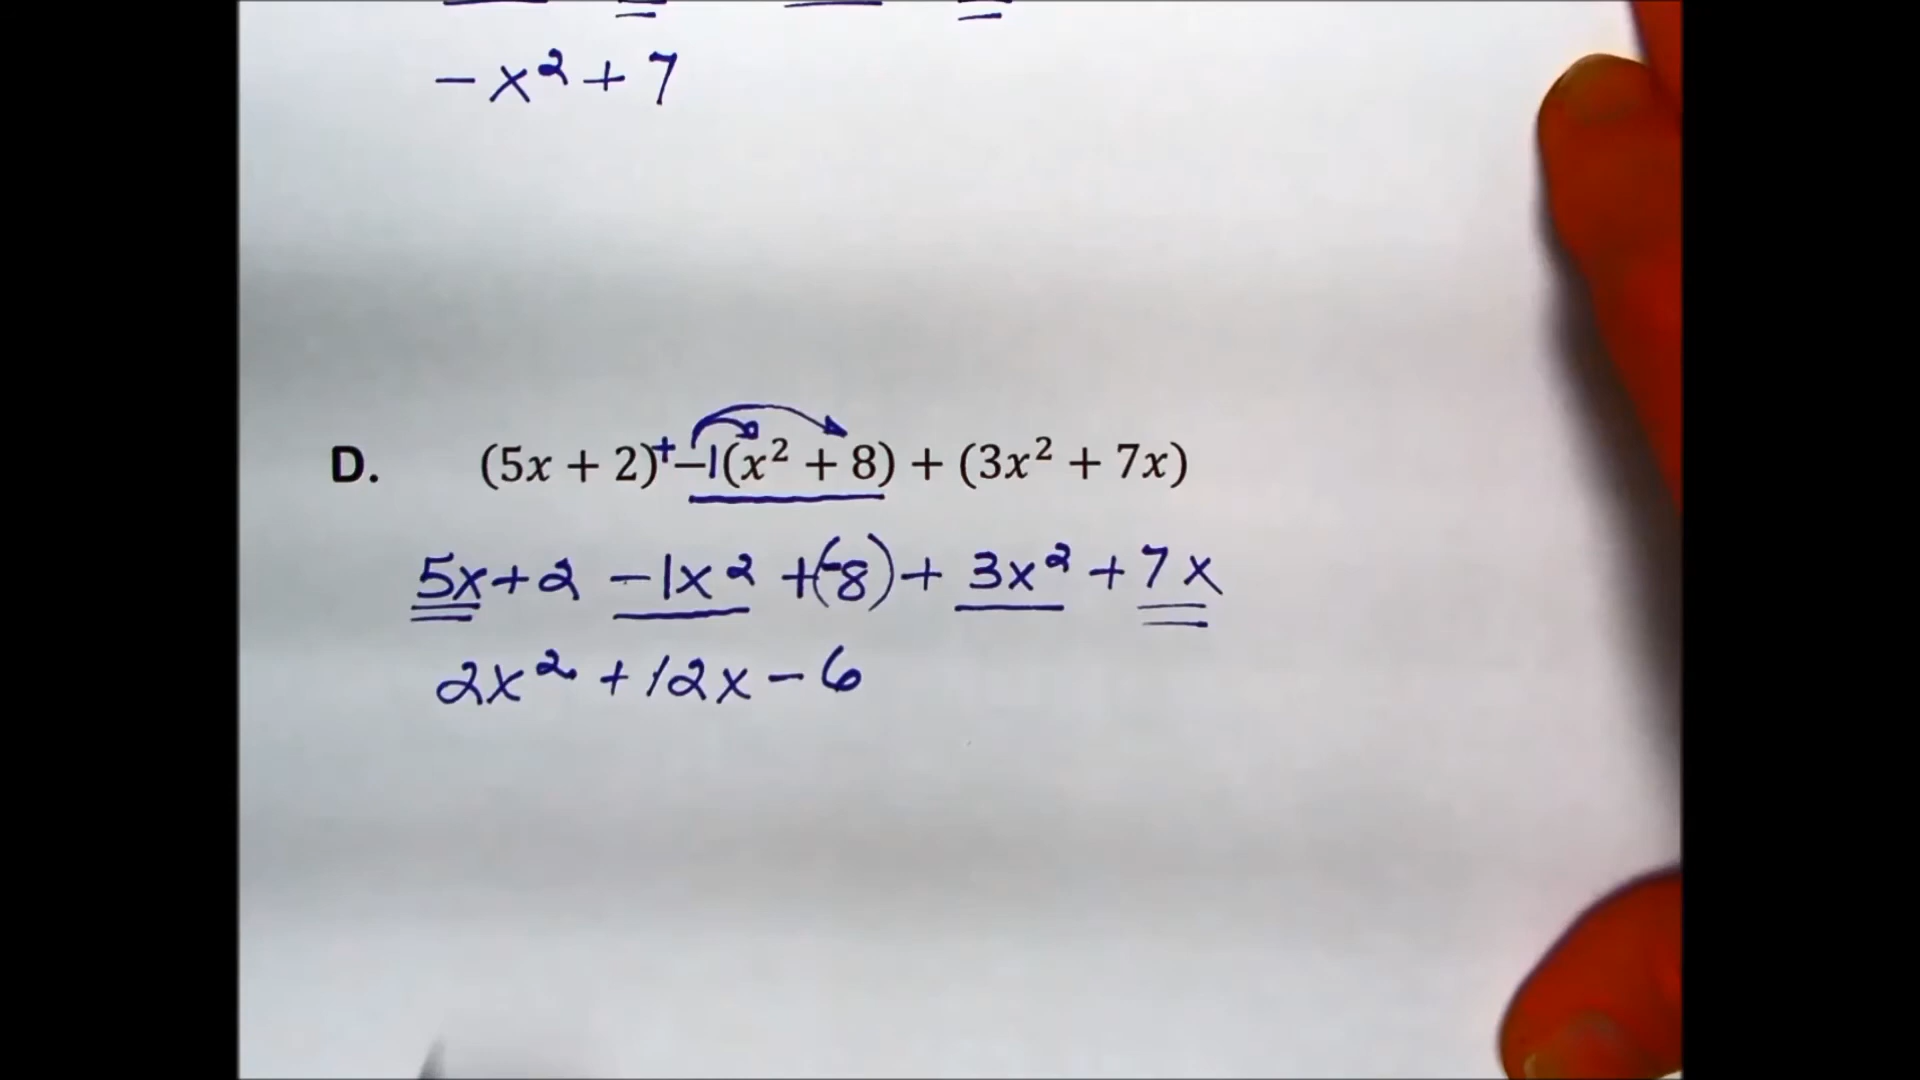 - x² + 7
D. (5x + 2)+ -1(x² + 8) + (3x² + 7x)
5x + 2 - 1x² + (-8) + 3x² + 7x
2x² + 12x - 6